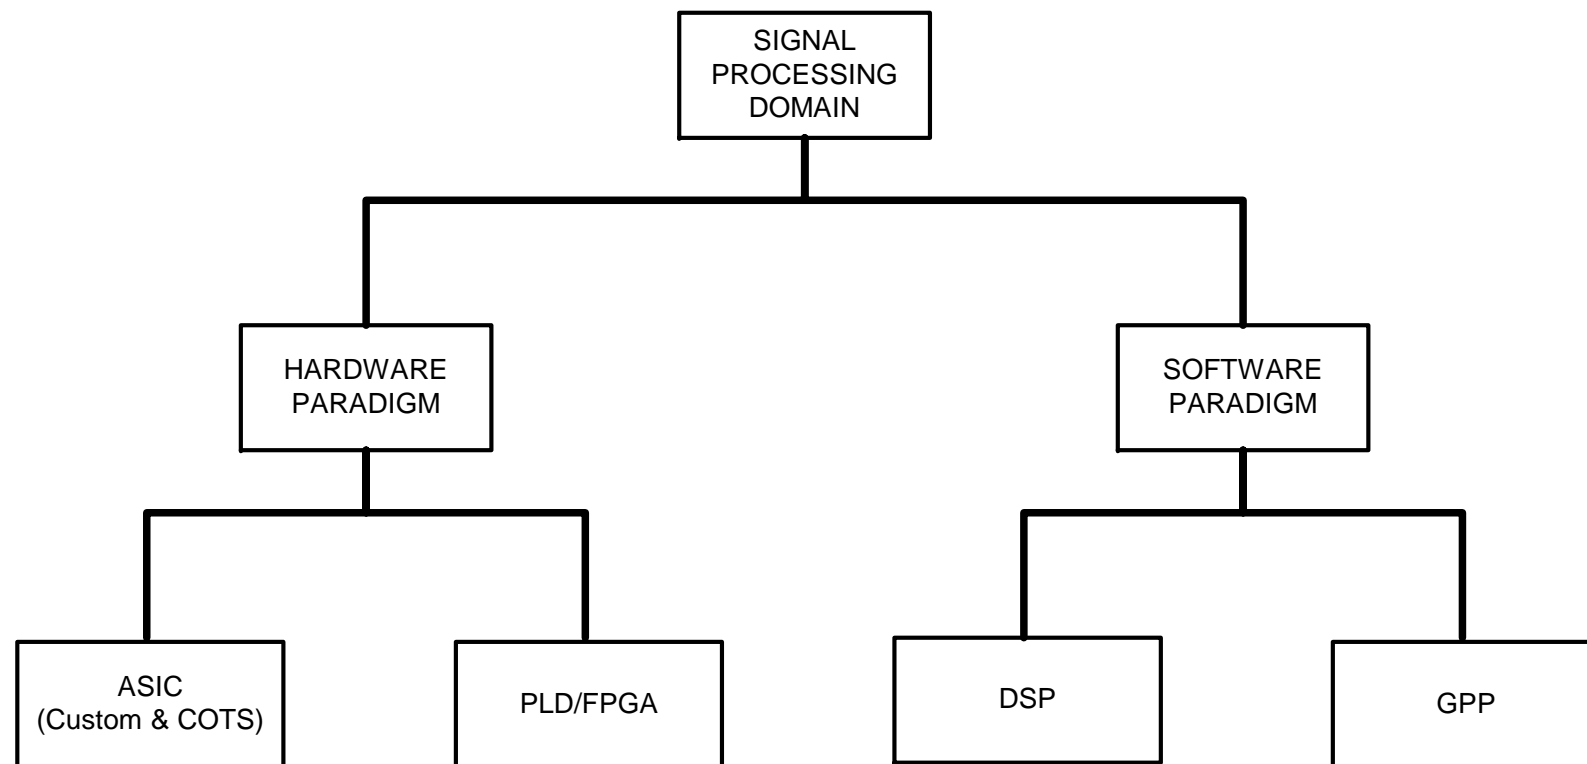 SIGNAL
PROCESSING
DOMAIN
HARDWARE
PARADIGM
SOFTWARE
PARADIGM
ASIC
(Custom & COTS)
PLD/FPGA
DSP
GPP